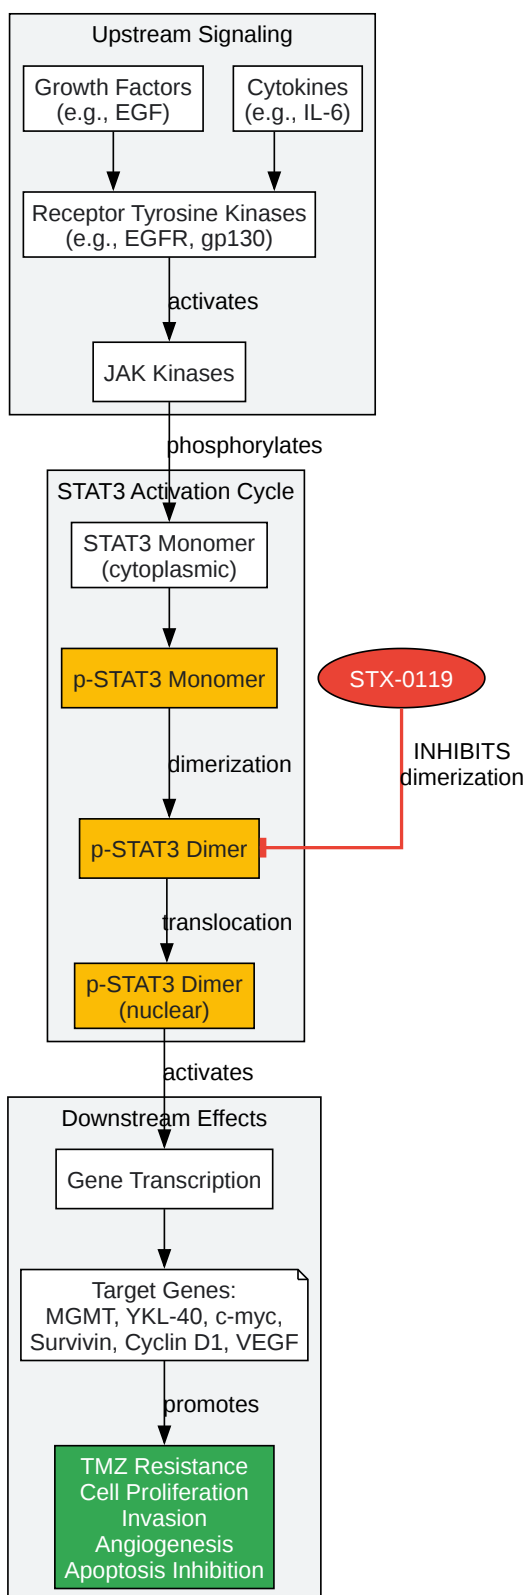 Upstream Signaling
Growth Factors
(e.g., EGF)
Cytokines
(e.g., IL-6)
Receptor Tyrosine Kinases
(e.g., EGFR, gp130)
activates
JAK Kinases
phosphorylates
STAT3 Activation Cycle
STAT3 Monomer
(cytoplasmic)
p-STAT3 Monomer
STX-0119
dimerization
INHIBITS
dimerization
p-STAT3 Dimer
translocation
p-STAT3 Dimer
(nuclear)
activates
Downstream Effects
Gene Transcription
Target Genes:
MGMT, YKL-40, c-myc,
Survivin, Cyclin D1, VEGF
promotes
TMZ Resistance
Cell Proliferation
Invasion
Angiogenesis
Apoptosis Inhibition